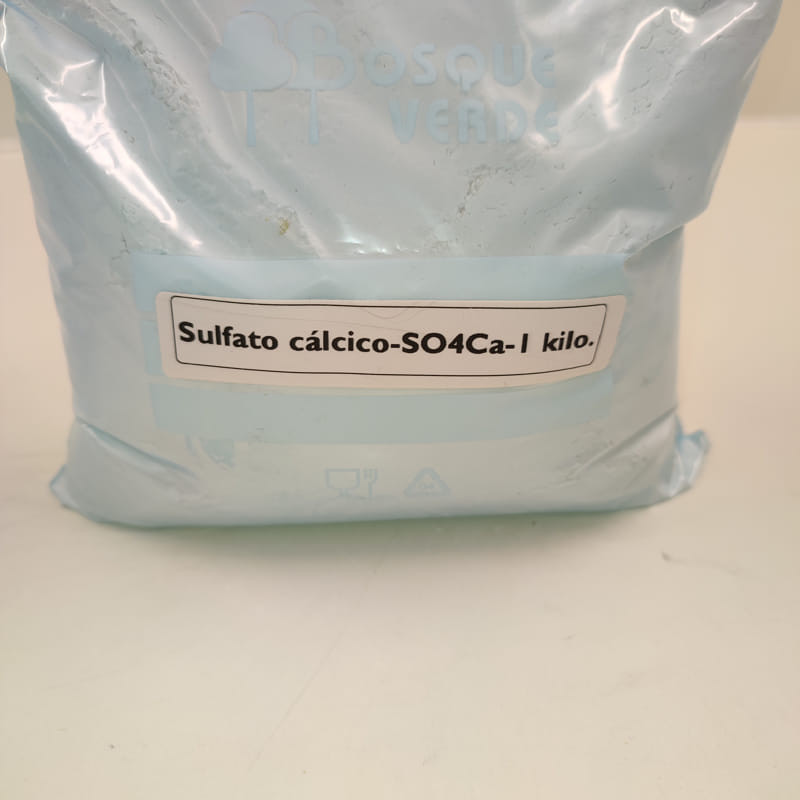 BOSQUE
VERDE
Sulfato cálcico-SO4Ca-1 kilo.